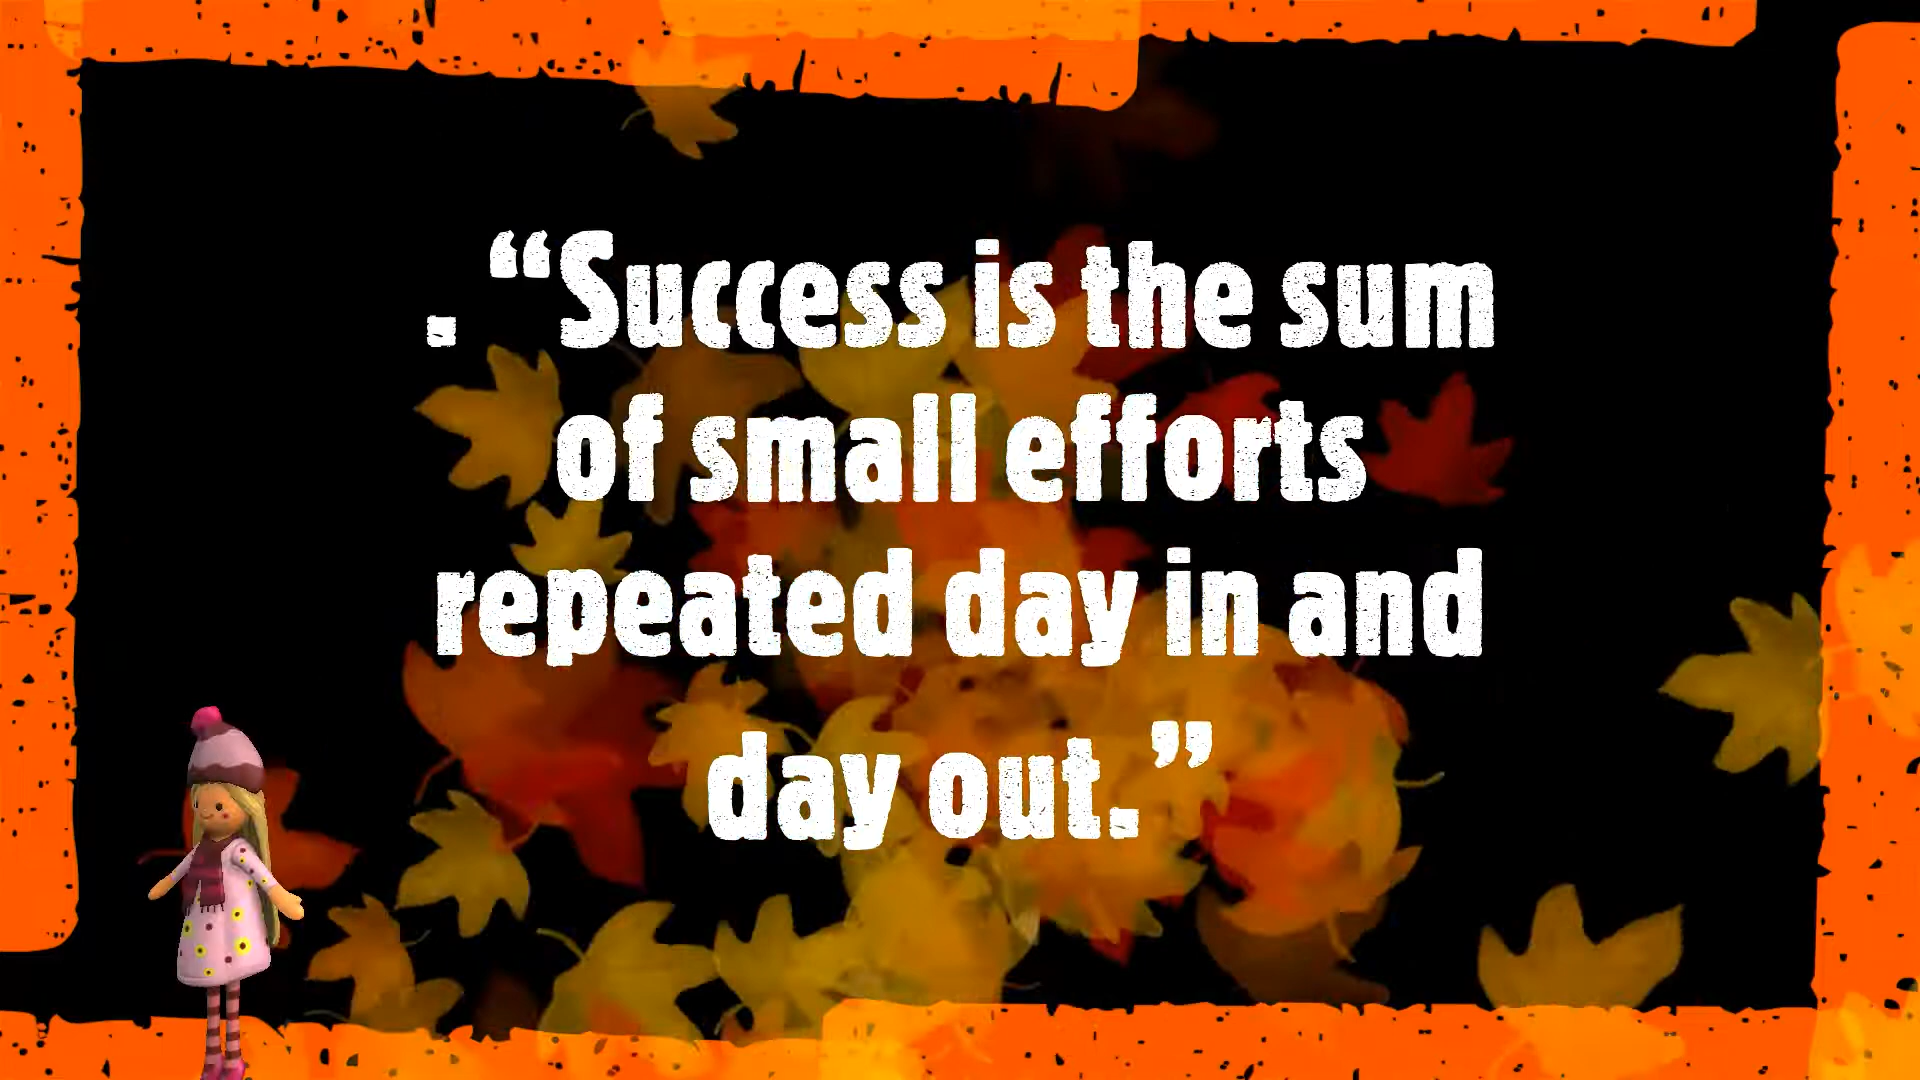 . “Success is the sum
of small efforts
repeated day in and
day out.”